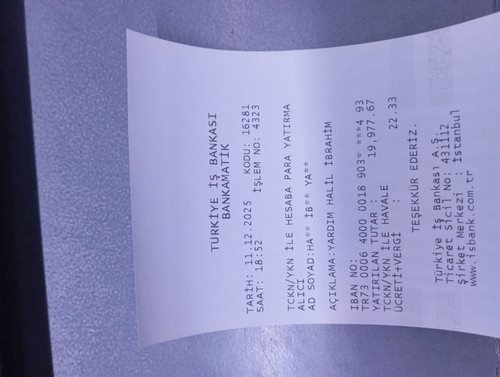 TÜRKİYE İŞ BANKASI
BANKAMATİK
TARİH: 11.12.2025 KODU: 16281
SAAT: 18:52 İŞLEM NO: 4323
TCKN/YKN İLE HESABA PARA YATIRMA
ALICI
AD SOYAD:HA** İB** YA**
AÇIKLAMA:YARDIM HALİL İBRAHİM
IBAN NO:
TR73 0006 4000 0018 903* ***4 93
YATIRILAN TUTAR : 19,977.67
TCKN/YKN İLE HAVALE
ÜCRETİ+VERGİ : 22.33
TEŞEKKÜR EDERİZ.
Türkiye İş Bankası A.Ş.
Ticaret Sicil No: 431112
Şirket Merkezi : İstanbul
www.isbank.com.tr